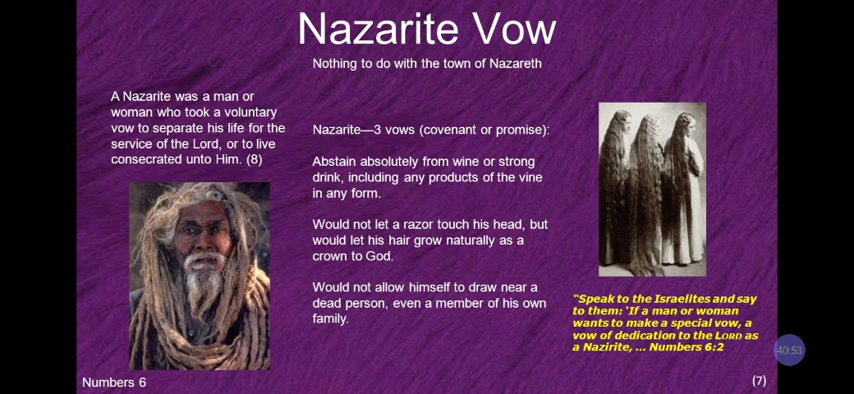 Nazarite Vow
Nothing to do with the town of Nazareth
A Nazarite was a man or
woman who took a voluntary
vow to separate his life for the
service of the Lord, or to live
consecrated unto Him. (8)
Nazarite—3 vows (covenant or promise):
Abstain absolutely from wine or strong
drink, including any products of the vine
in any form.
Would not let a razor touch his head, but
would let his hair grow naturally as a
crown to God.
Would not allow himself to draw near a
dead person, even a member of his own
family.
"Speak to the Israelites and say
to them: 'If a man or woman
wants to make a special vow, a
vow of dedication to the LORD as
a Nazirite, ... Numbers 6:2
40:53
Numbers 6
(7)